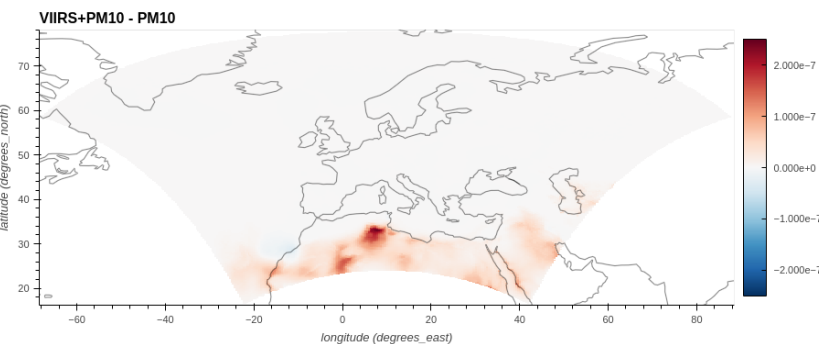 VIIRS+PM10 - PM10
latitude (degrees_north)
70
60
50
40
30
20
−60
−40
−20
0
20
40
60
80
longitude (degrees_east)
2.000e−7
1.000e−7
0.000e+0
−1.000e−7
−2.000e−7